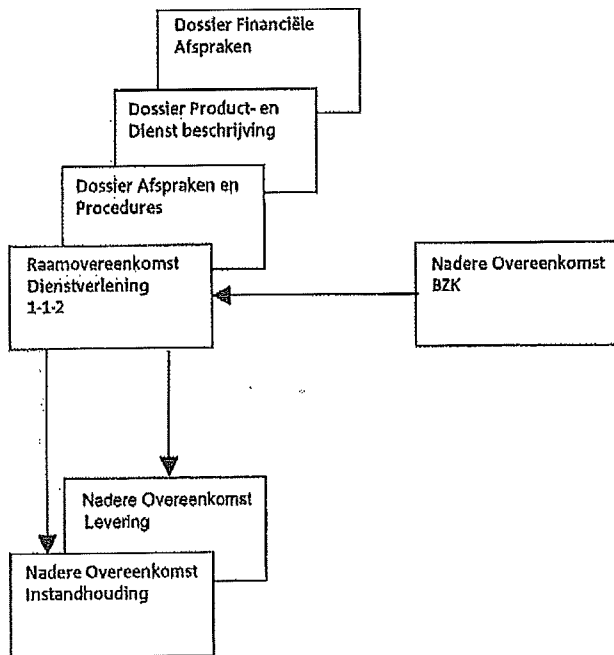 Dossier Financiële
Afspraken
Dossier Product- en
Dienst beschrijving
Dossier Afspraken en
Procedures
Raamovereenkomst
Dienstverlening
1-1-2
Nadere Overeenkomst
BZK
Nadere Overeenkomst
Levering
Nadere Overeenkomst
Instandhouding